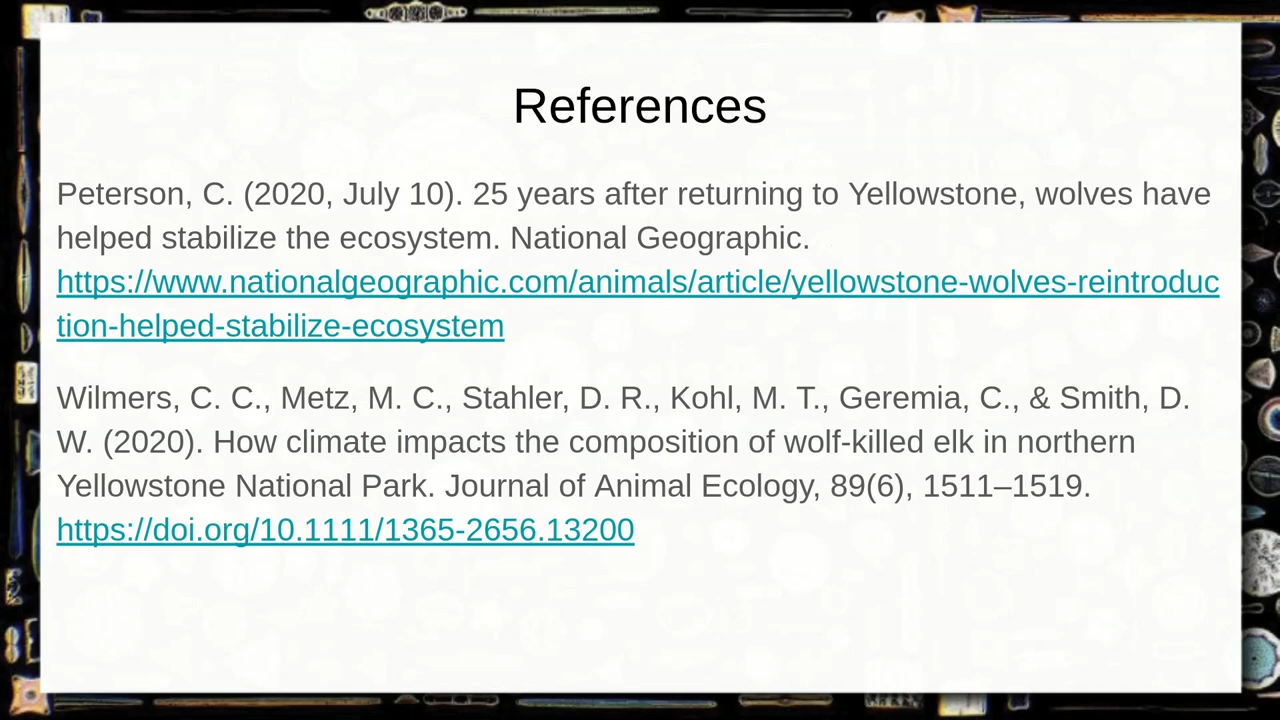 References
Peterson, C. (2020, July 10). 25 years after returning to Yellowstone, wolves have
helped stabilize the ecosystem. National Geographic.
https://www.nationalgeographic.com/animals/article/yellowstone-wolves-reintroduc
tion-helped-stabilize-ecosystem
Wilmers, C. C., Metz, M. C., Stahler, D. R., Kohl, M. T., Geremia, C., & Smith, D.
W. (2020). How climate impacts the composition of wolf-killed elk in northern
Yellowstone National Park. Journal of Animal Ecology, 89(6), 1511–1519.
https://doi.org/10.1111/1365-2656.13200